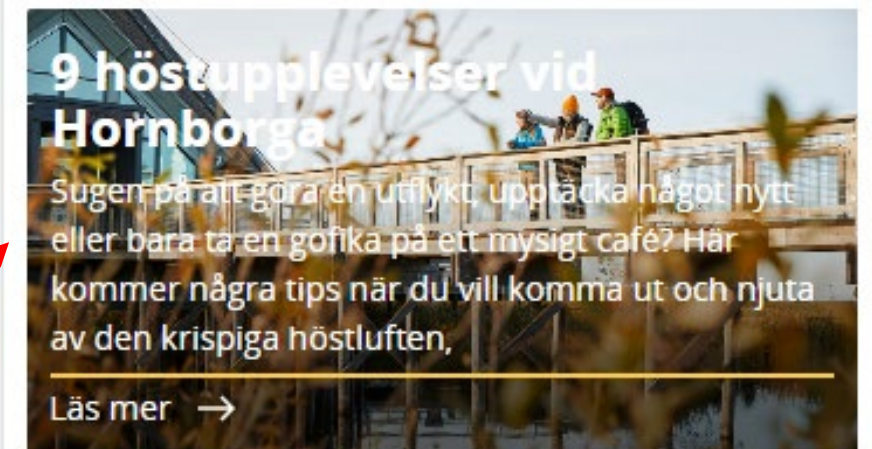 9 höstupplevelser vid
Hornborga
Sugen på att göra en utflykt, upptäcka något nytt
eller bara ta en gofika på ett mysigt café? Här
kommer några tips när du vill komma ut och njuta
av den krispiga höstluften,
Läs mer →